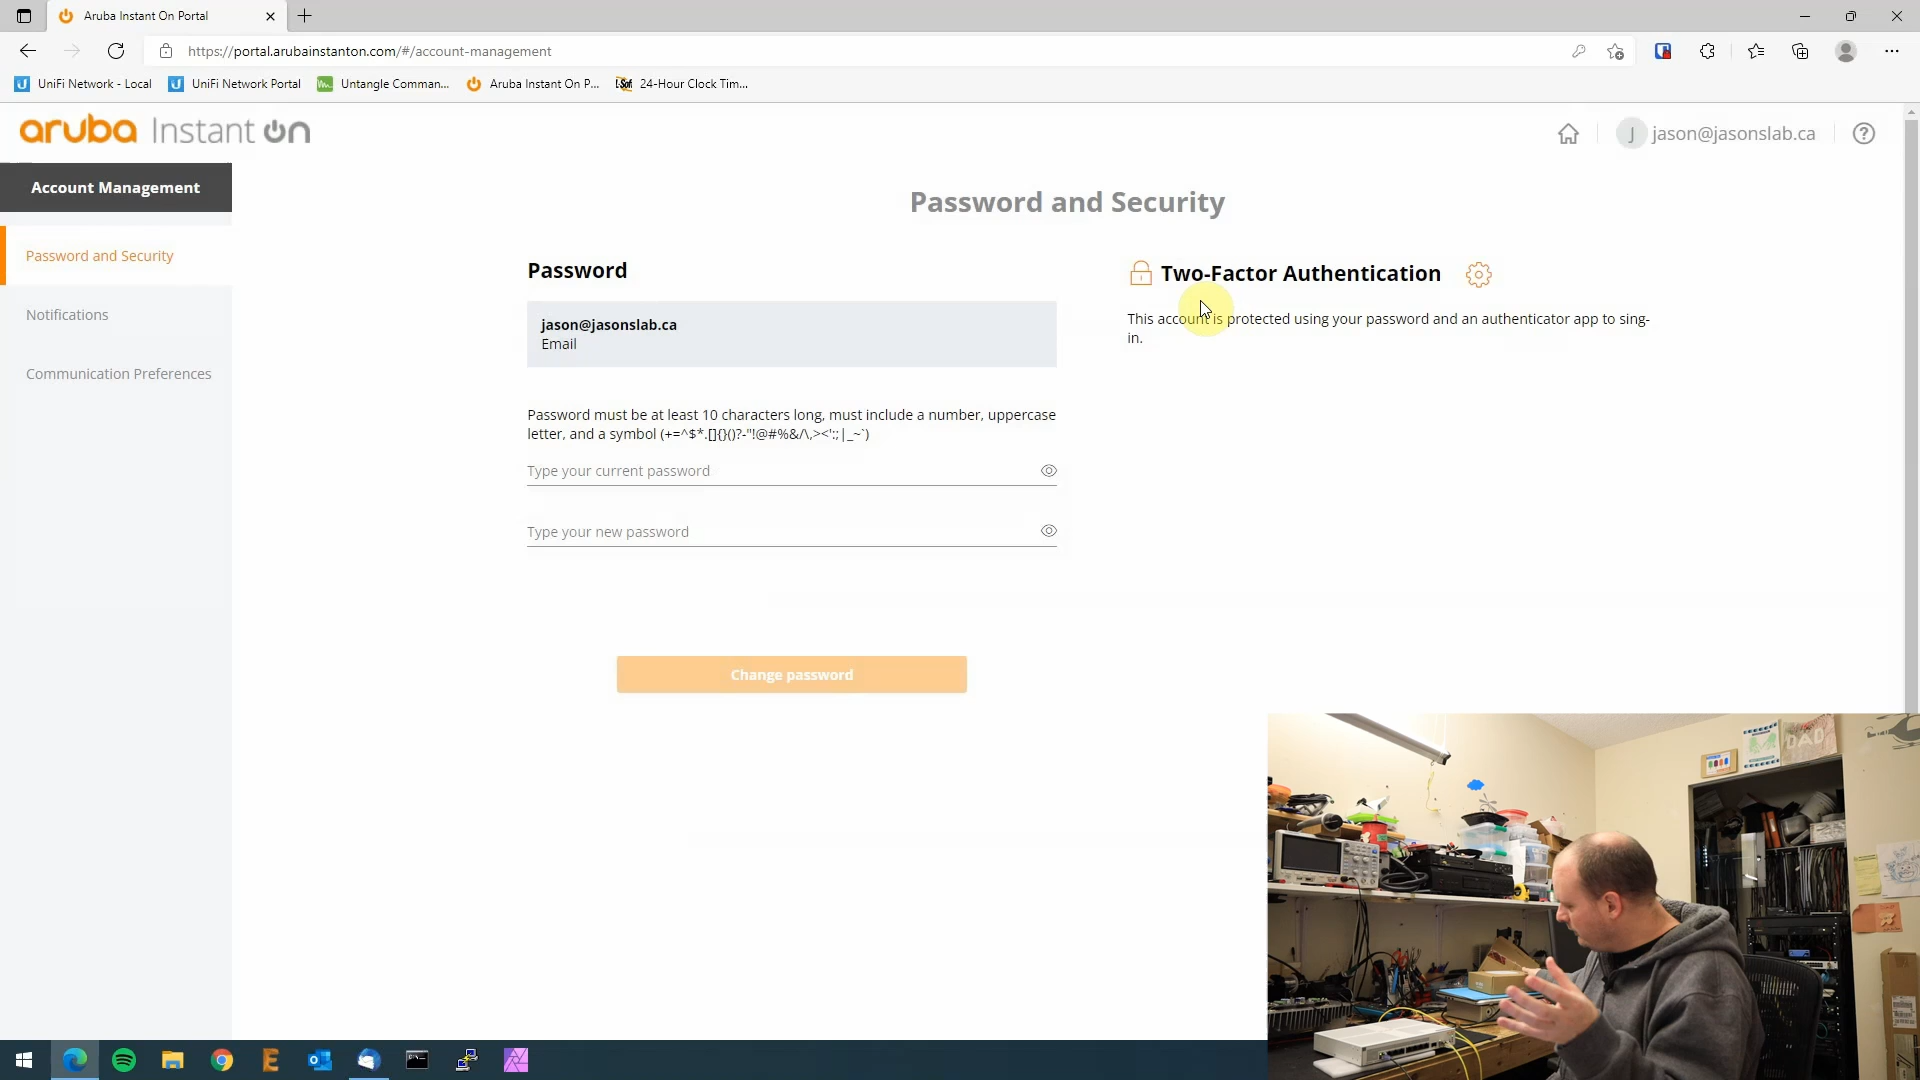 Aruba Instant On Portal
https://portal.arubainstanton.com/#/account-management
UniFi Network - Local
UniFi Network Portal
Untangle Comman...
Aruba Instant On P...
24-Hour Clock Tim...
aruba Instant On
J
jason@jasonslab.ca
Account Management
Password and Security
Notifications
Communication Preferences
Password and Security
Password
jason@jasonslab.ca
Email
Password must be at least 10 characters long, must include a number, uppercase
letter, and a symbol (+=^$*.[]{}()?-"!@#%&/\,><':;|_~`)
Type your current password
Type your new password
Change password
Two-Factor Authentication
This account is protected using your password and an authenticator app to sing-
in.
DAD